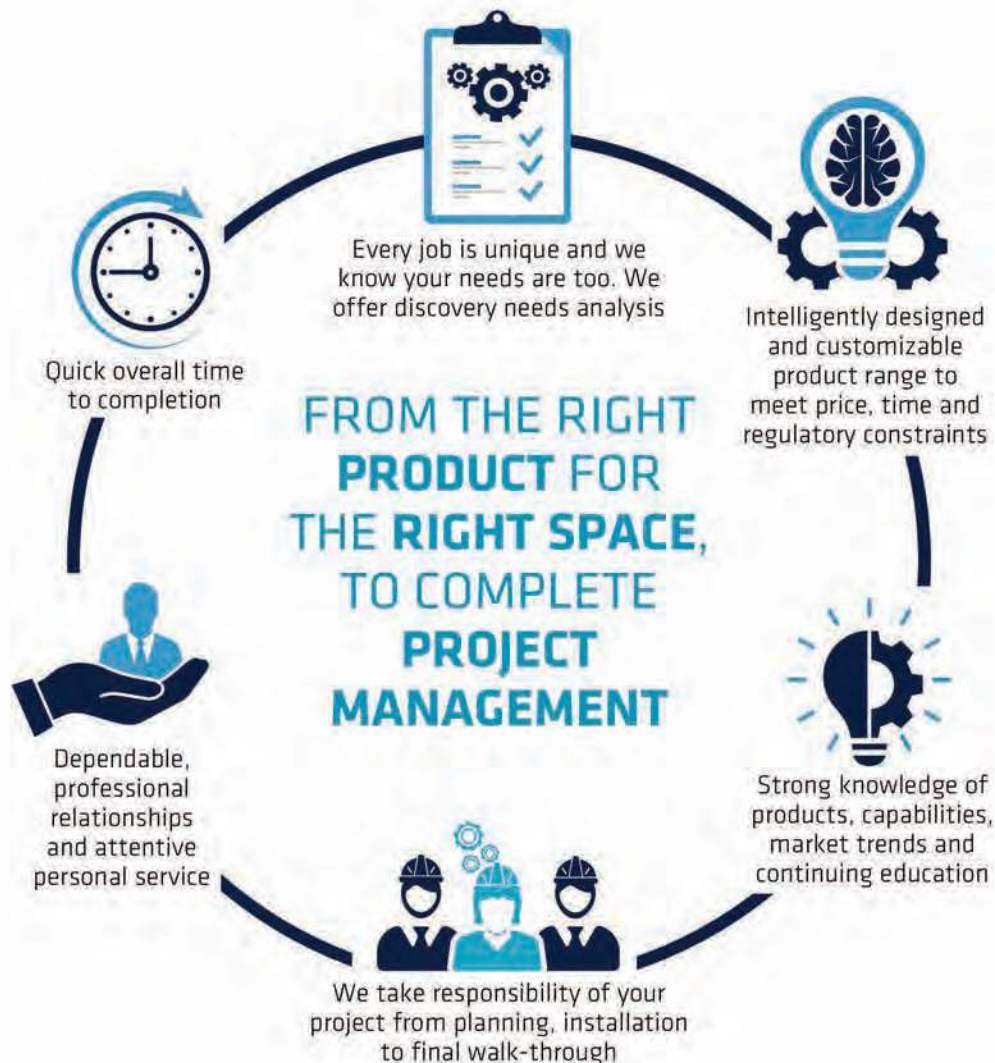 Every job is unique and we
know your needs are too. We
offer discovery needs analysis
Intelligently designed
and customizable
product range to
meet price, time and
regulatory constraints
Quick overall time
to completion
FROM THE RIGHT
PRODUCT FOR
THE RIGHT SPACE,
TO COMPLETE
PROJECT
MANAGEMENT
Dependable,
professional
relationships
and attentive
personal service
Strong knowledge of
products, capabilities,
market trends and
continuing education
We take responsibility of your
project from planning, installation
to final walk-through